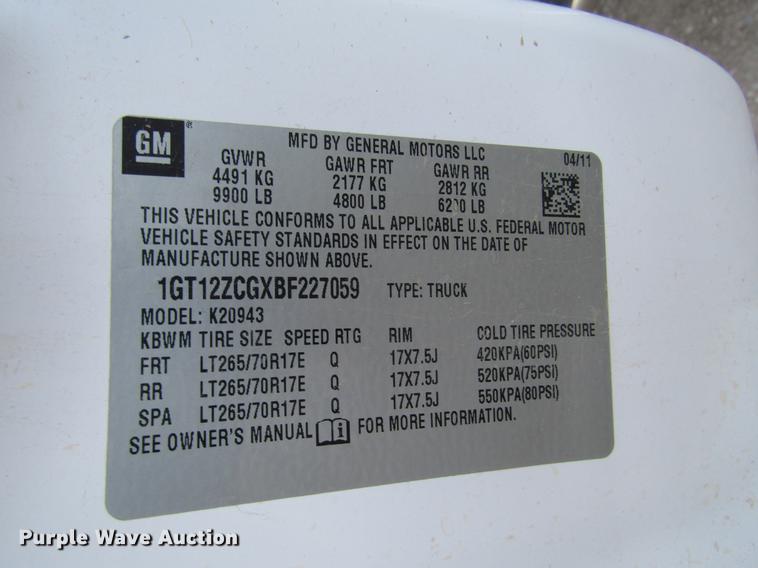 GM
MFD BY GENERAL MOTORS LLC
04/11
GVWR GAWR FRT GAWR RR
4491 KG 2177 KG 2812 KG
9900 LB 4800 LB 6200 LB
THIS VEHICLE CONFORMS TO ALL APPLICABLE U.S. FEDERAL MOTOR
VEHICLE SAFETY STANDARDS IN EFFECT ON THE DATE OF
MANUFACTURE SHOWN ABOVE.
1GT12ZCGXBF227059 TYPE: TRUCK
MODEL: K20943
KBWM TIRE SIZE SPEED RTG RIM COLD TIRE PRESSURE
FRT LT265/70R17E Q 17X7.5J 420KPA(60PSI)
RR LT265/70R17E Q 17X7.5J 520KPA(75PSI)
SPA LT265/70R17E Q 17X7.5J 550KPA(80PSI)
SEE OWNER'S MANUAL i FOR MORE INFORMATION.
Purple Wave Auction